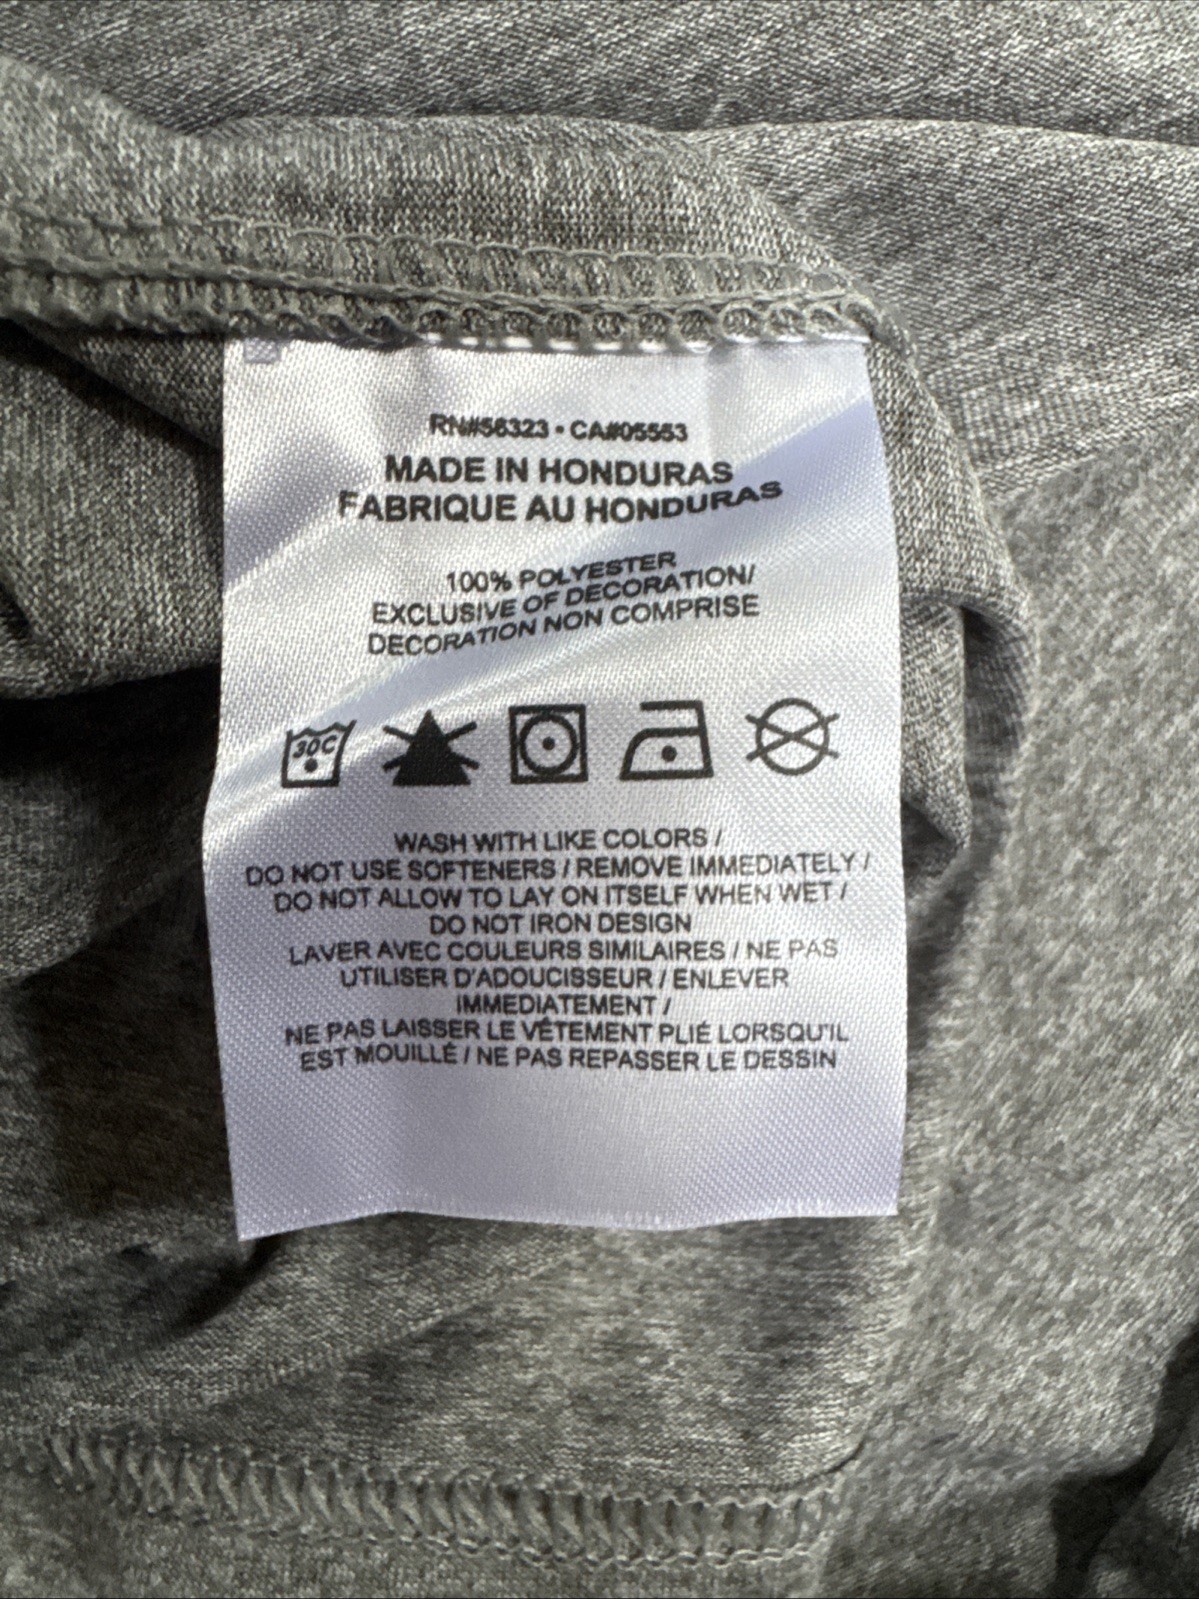 RN#56323 • CA#05553
MADE IN HONDURAS
FABRIQUE AU HONDURAS
100% POLYESTER
EXCLUSIVE OF DECORATION/
DECORATION NON COMPRISE
30C
WASH WITH LIKE COLORS /
DO NOT USE SOFTENERS / REMOVE IMMEDIATELY /
DO NOT ALLOW TO LAY ON ITSELF WHEN WET /
DO NOT IRON DESIGN
LAVER AVEC COULEURS SIMILAIRES / NE PAS
UTILISER D'ADOUCISSEUR / ENLEVER
IMMEDIATEMENT /
NE PAS LAISSER LE VÊTEMENT PLIÉ LORSQU'IL
EST MOUILLÉ / NE PAS REPASSER LE DESSIN